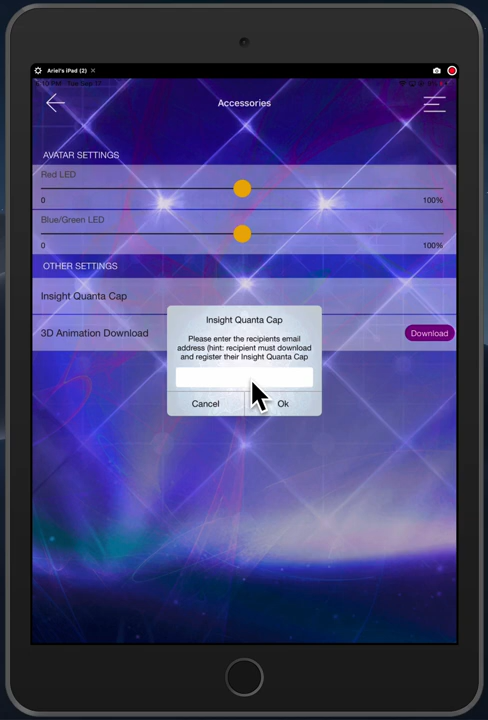 Ariel's iPad (2) ×
Accessories
AVATAR SETTINGS
Red LED
0 100%
Blue/Green LED
0 100%
OTHER SETTINGS
Insight Quanta Cap
3D Animation Download Download
Insight Quanta Cap
Please enter the recipients email
address (hint: recipient must download
and register their Insight Quanta Cap
Cancel Ok